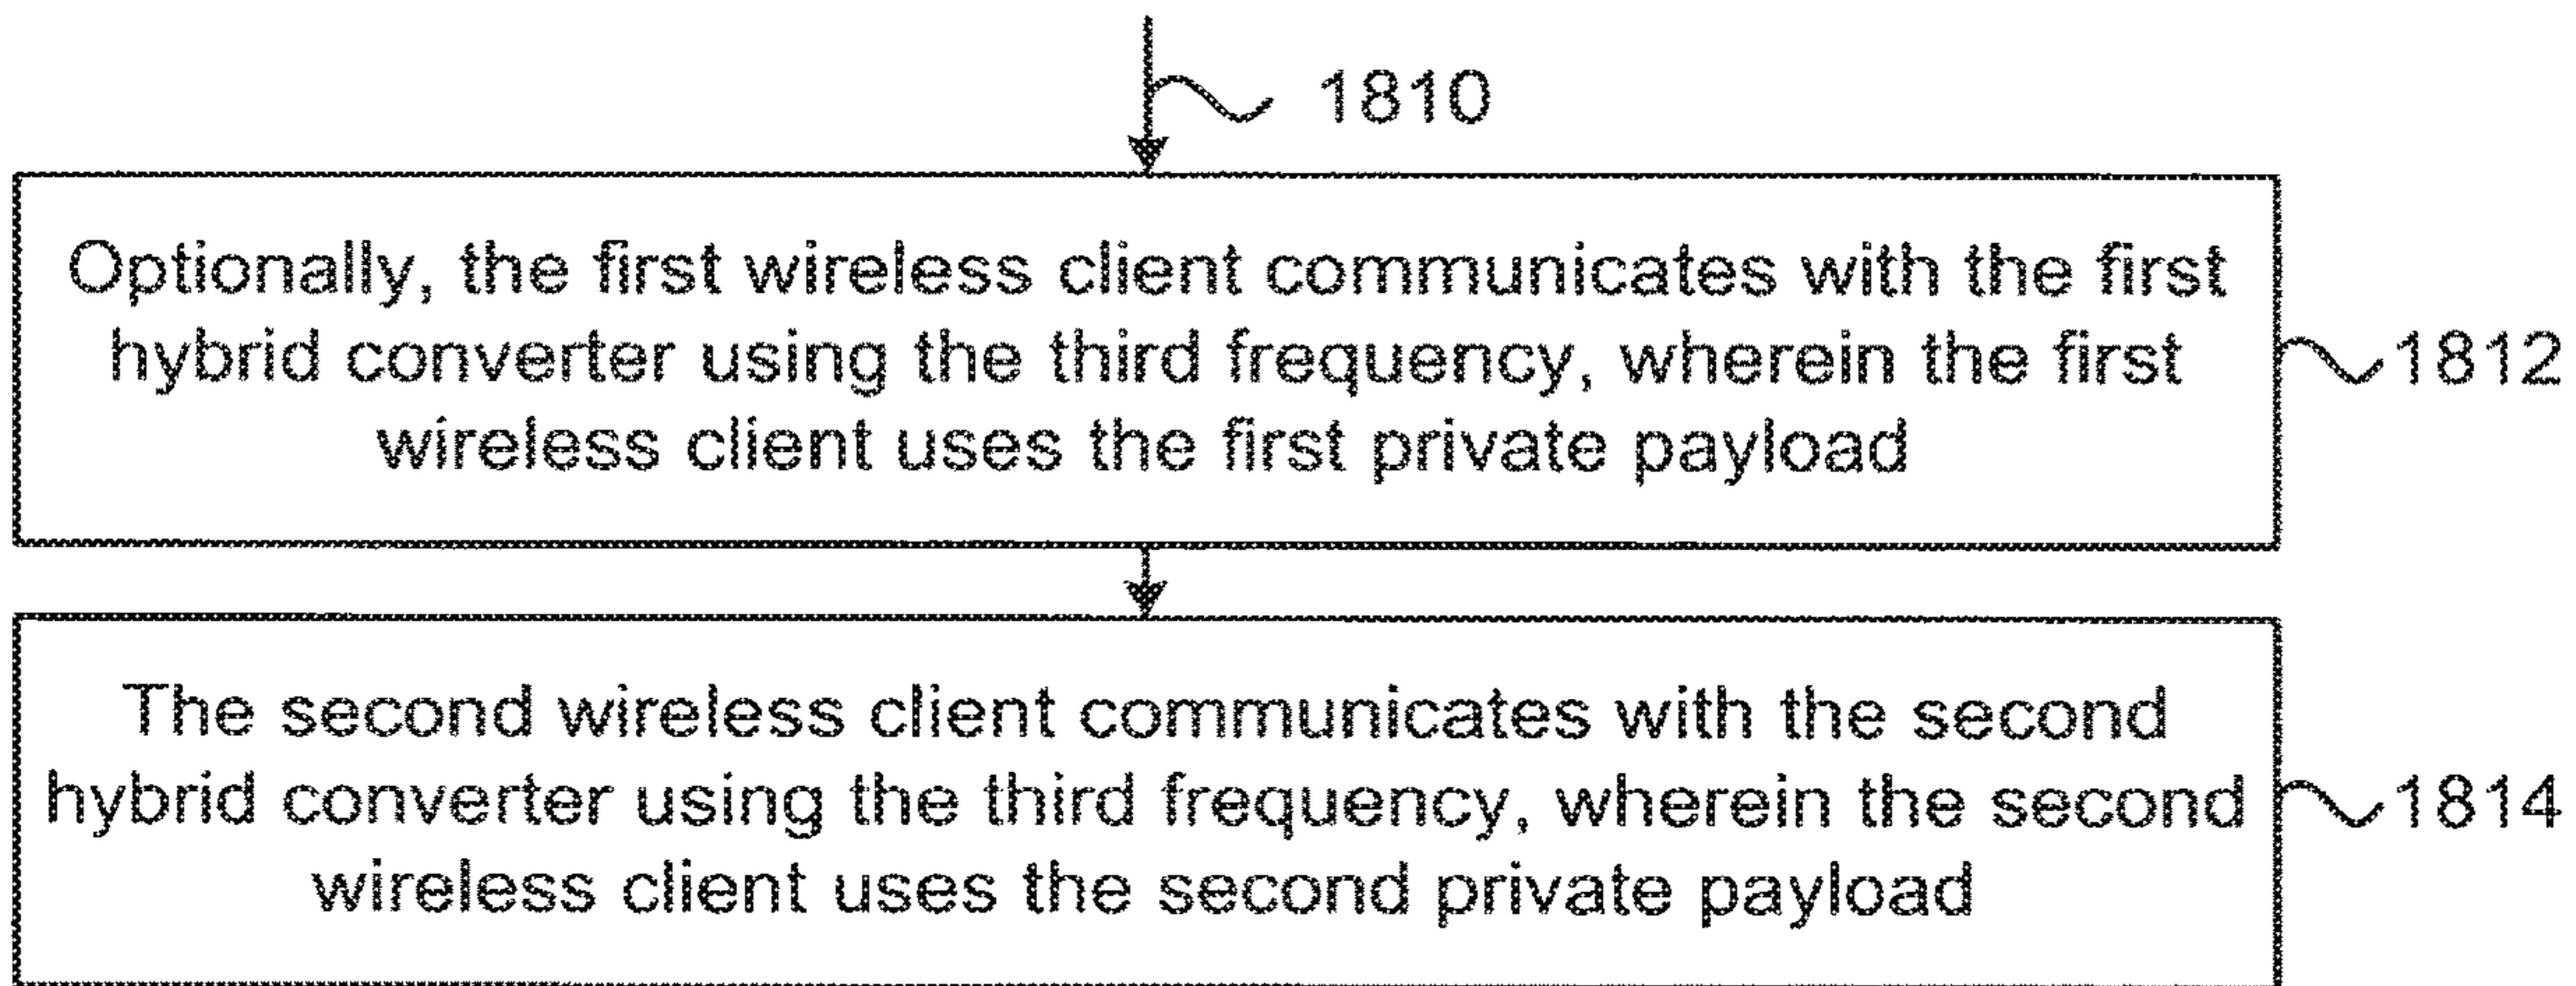 1810
Optionally, the first wireless client communicates with the first
hybrid converter using the third frequency, wherein the first
wireless client uses the first private payload
1812
The second wireless client communicates with the second
hybrid converter using the third frequency, wherein the second
wireless client uses the second private payload
1814